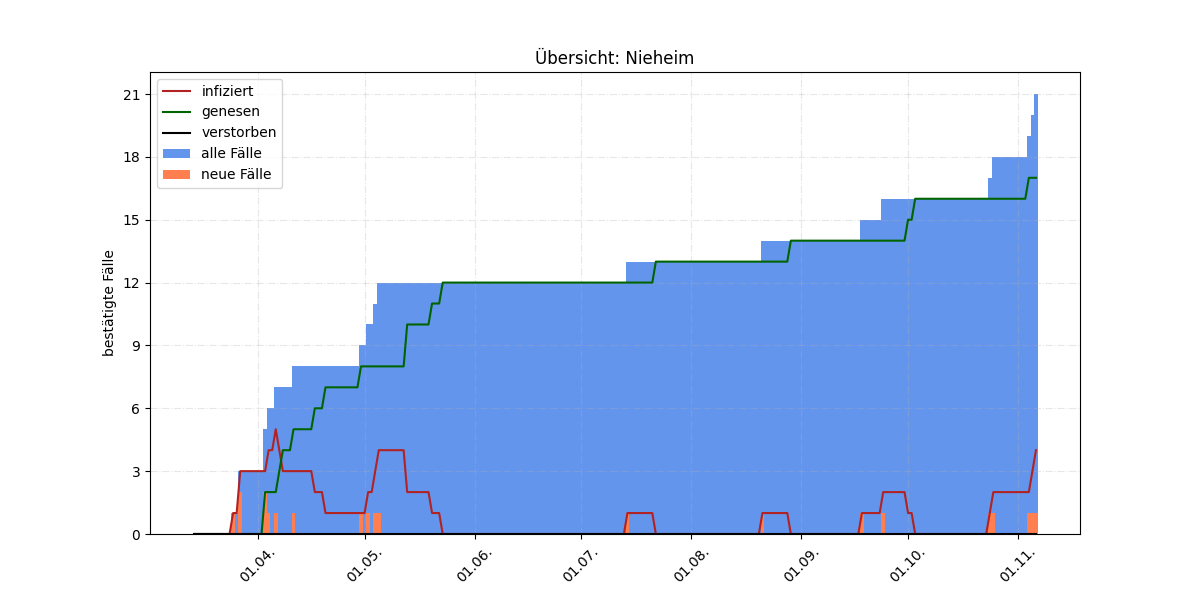 Übersicht: Nieheim
infiziert
genesen
verstorben
alle Fälle
neue Fälle
bestätigte Fälle
21
18
15
12
9
6
3
0
01.04.
01.05.
01.06.
01.07.
01.08.
01.09.
01.10.
01.11.